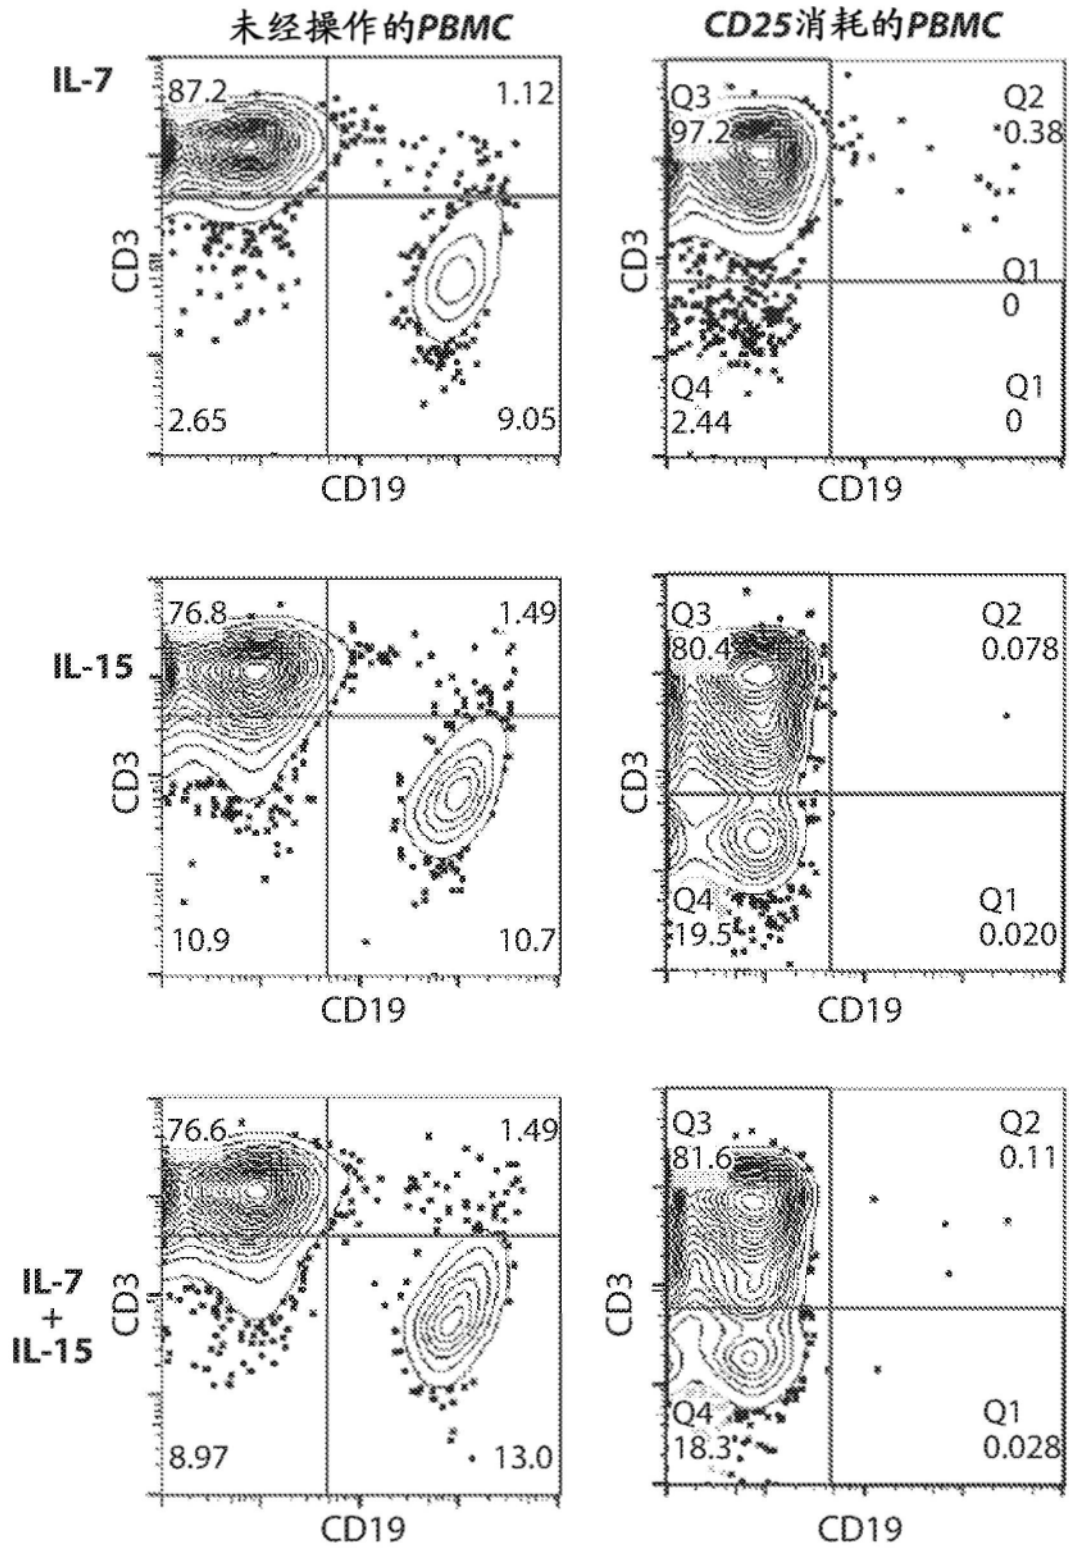 未经操作的PBMC
CD25消耗的PBMC
IL-7
87.2
1.12
CD3
2.65
9.05
CD19
Q3
97.2
Q2
0.38
CD3
Q1
0
Q4
2.44
Q1
0
CD19
IL-15
76.8
1.49
CD3
10.9
10.7
CD19
Q3
80.4
Q2
0.078
CD3
Q4
19.5
Q1
0.020
CD19
IL-7
+
IL-15
76.6
1.49
CD3
8.97
13.0
CD19
Q3
81.6
Q2
0.11
CD3
Q4
18.3
Q1
0.028
CD19